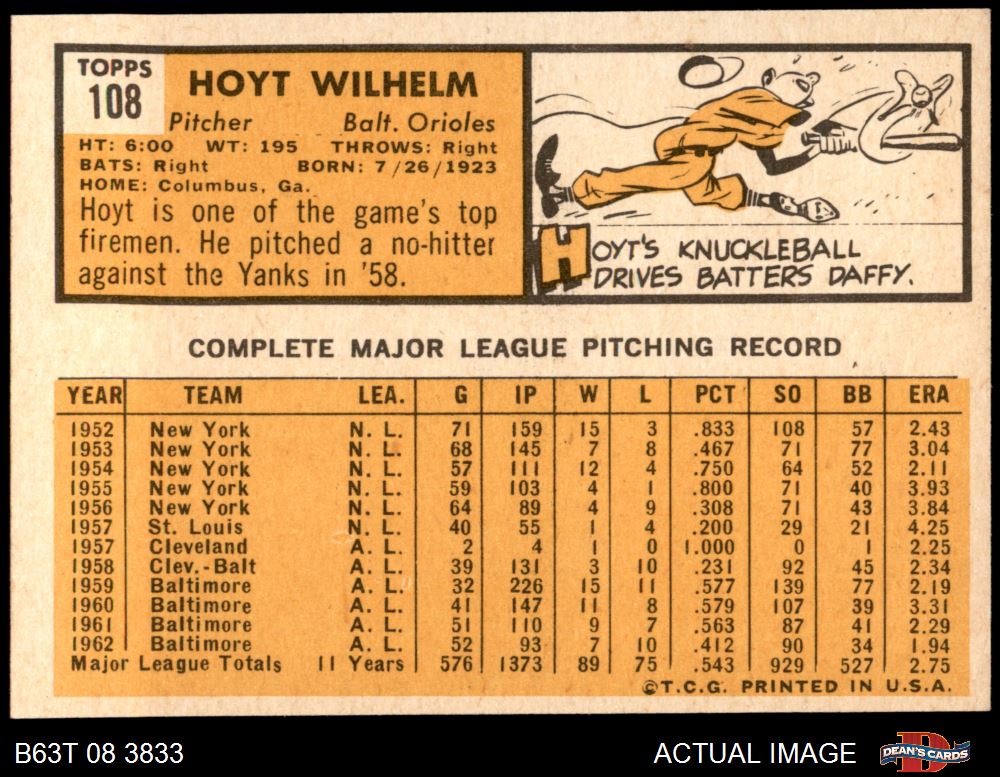 TOPPS
108
HOYT WILHELM
Pitcher Balt. Orioles
HT: 6:00 WT: 195 THROWS: Right
BATS: Right BORN: 7/26/1923
HOME: Columbus, Ga.
Hoyt is one of the game's top
firemen. He pitched a no-hitter
against the Yanks in '58.
HOYT'S KNUCKLEBALL
DRIVES BATTERS DAFFY.
COMPLETE MAJOR LEAGUE PITCHING RECORD
YEAR TEAM LEA. G IP W L PCT SO BB ERA
1952 New York N. L. 71 159 15 3 .833 108 57 2.43
1953 New York N. L. 68 145 7 8 .467 71 77 3.04
1954 New York N. L. 57 111 12 4 .750 64 52 2.11
1955 New York N. L. 59 103 4 1 .800 71 40 3.93
1956 New York N. L. 64 89 4 9 .308 71 43 3.84
1957 St. Louis N. L. 40 55 1 4 .200 29 21 4.25
1957 Cleveland A. L. 2 4 1 0 1.000 0 1 2.25
1958 Clev.-Balt A. L. 39 131 3 10 .231 92 45 2.34
1959 Baltimore A. L. 32 226 15 11 .577 139 77 2.19
1960 Baltimore A. L. 41 147 11 8 .579 107 39 3.31
1961 Baltimore A. L. 51 110 9 7 .563 87 41 2.29
1962 Baltimore A. L. 52 93 7 10 .412 90 34 1.94
Major League Totals 11 Years 576 1373 89 75 .543 929 527 2.75
©T.C.G. PRINTED IN U.S.A.
B63T 08 3833 ACTUAL IMAGE DEAN'S CARDS